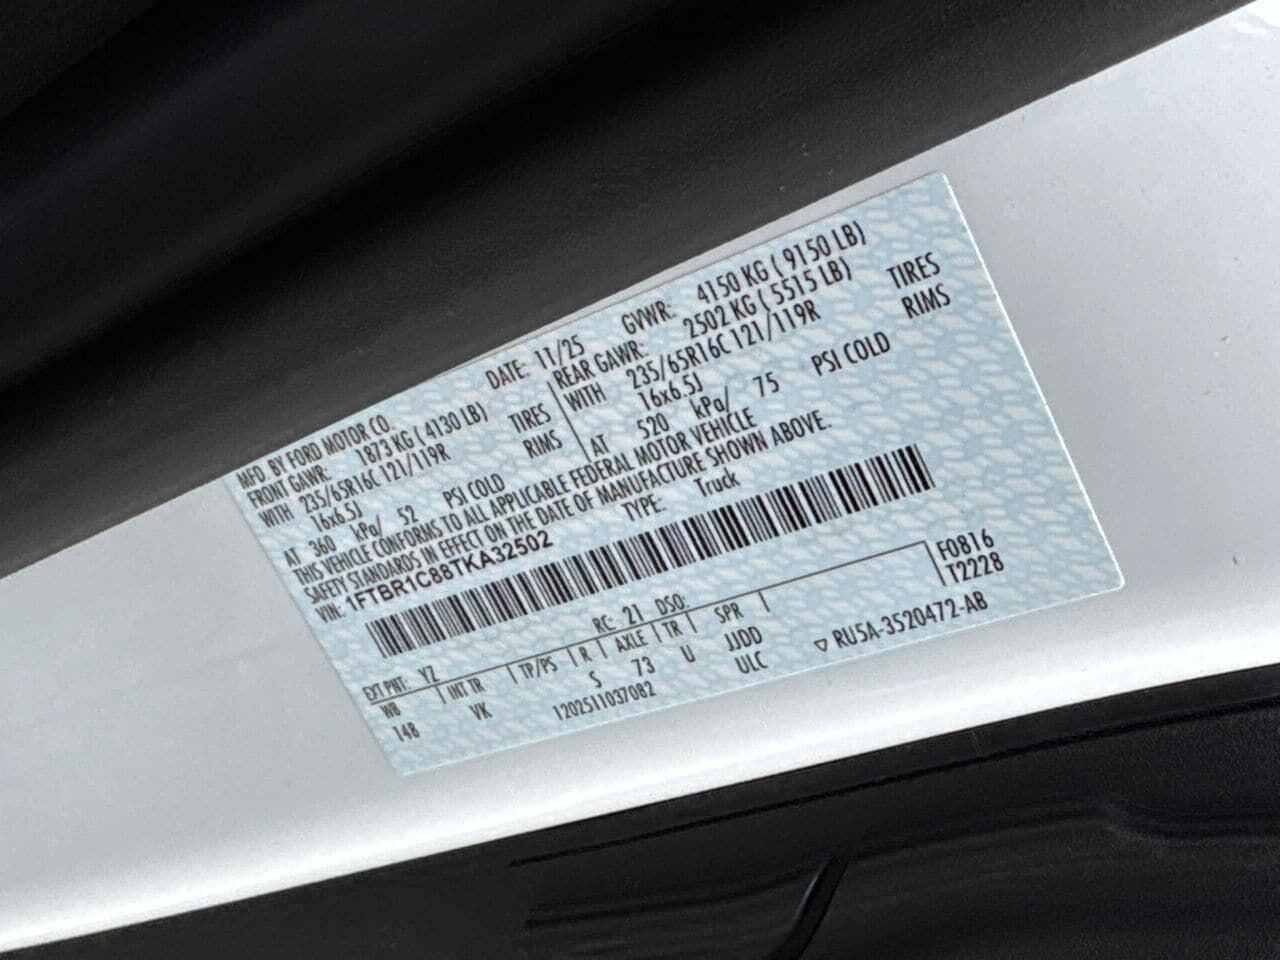 MFD. BY FORD MOTOR CO.
DATE: 11/25 GVWR: 4150 KG ( 9150 LB)
FRONT GAWR: 1873 KG ( 4130 LB) REAR GAWR: 2502 KG ( 5515 LB)
WITH 235/65R16C 121/119R TIRES WITH 235/65R16C 121/119R TIRES
16x6.5J RIMS 16x6.5J RIMS
AT 360 kPa/ 52 PSI COLD AT 520 kPa/ 75 PSI COLD
THIS VEHICLE CONFORMS TO ALL APPLICABLE FEDERAL MOTOR VEHICLE
SAFETY STANDARDS IN EFFECT ON THE DATE OF MANUFACTURE SHOWN ABOVE.
VIN: 1FTBR1C88TKA32502 TYPE: Truck
EXT PNT: YZ RC: 21 DSO: F0816
WB INT TR TP/PS R AXLE TR SPR T2228
148 VK S 73 U JJDD
1202511037082 ULC ▽ RU5A-3520472-AB